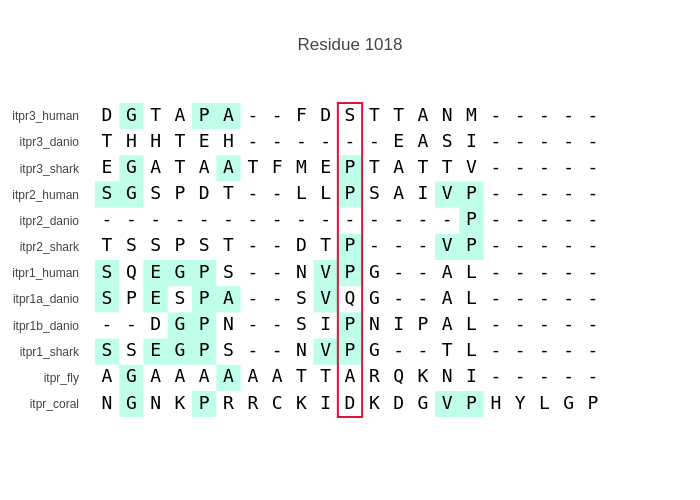 Residue 1018
itpr3_human D G T A P A - - F D S T T A N M - - - - -
itpr3_danio T H H T E H - - - - - - E A S I - - - - -
itpr3_shark E G A T A A T F M E P T A T T V - - - - -
itpr2_human S G S P D T - - L L P S A I V P - - - - -
itpr2_danio - - - - - - - - - - - - - - - P - - - - -
itpr2_shark T S S P S T - - D T P - - - V P - - - - -
itpr1_human S Q E G P S - - N V P G - - A L - - - - -
itpr1a_danio S P E S P A - - S V Q G - - A L - - - - -
itpr1b_danio - - D G P N - - S I P N I P A L - - - - -
itpr1_shark S S E G P S - - N V P G - - T L - - - - -
itpr_fly A G A A A A A A T T A R Q K N I - - - - -
itpr_coral N G N K P R R C K I D K D G V P H Y L G P